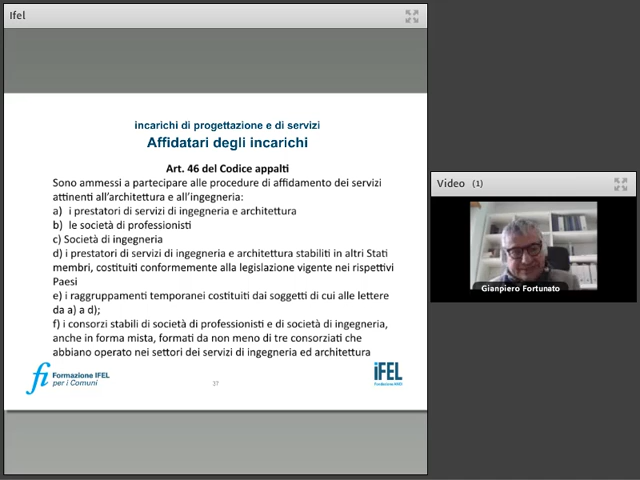 Ifel
incarichi di progettazione e di servizi
Affidatari degli incarichi
Art. 46 del Codice appalti
Sono ammessi a partecipare alle procedure di affidamento dei servizi
attinenti all'architettura e all'ingegneria:
a) i prestatori di servizi di ingegneria e architettura
b) le società di professionisti
c) Società di ingegneria
d) i prestatori di servizi di ingegneria e architettura stabiliti in altri Stati
membri, costituiti conformemente alla legislazione vigente nei rispettivi
Paesi
e) i raggruppamenti temporanei costituiti dai soggetti di cui alle lettere
da a) a d);
f) i consorzi stabili di società di professionisti e di società di ingegneria,
anche in forma mista, formati da non meno di tre consorziati che
abbiano operato nei settori dei servizi di ingegneria ed architettura
fi Formazione IFEL
per i Comuni
37
iFEL
Fondazione ANCI
Video (1)
Gianpiero Fortunato